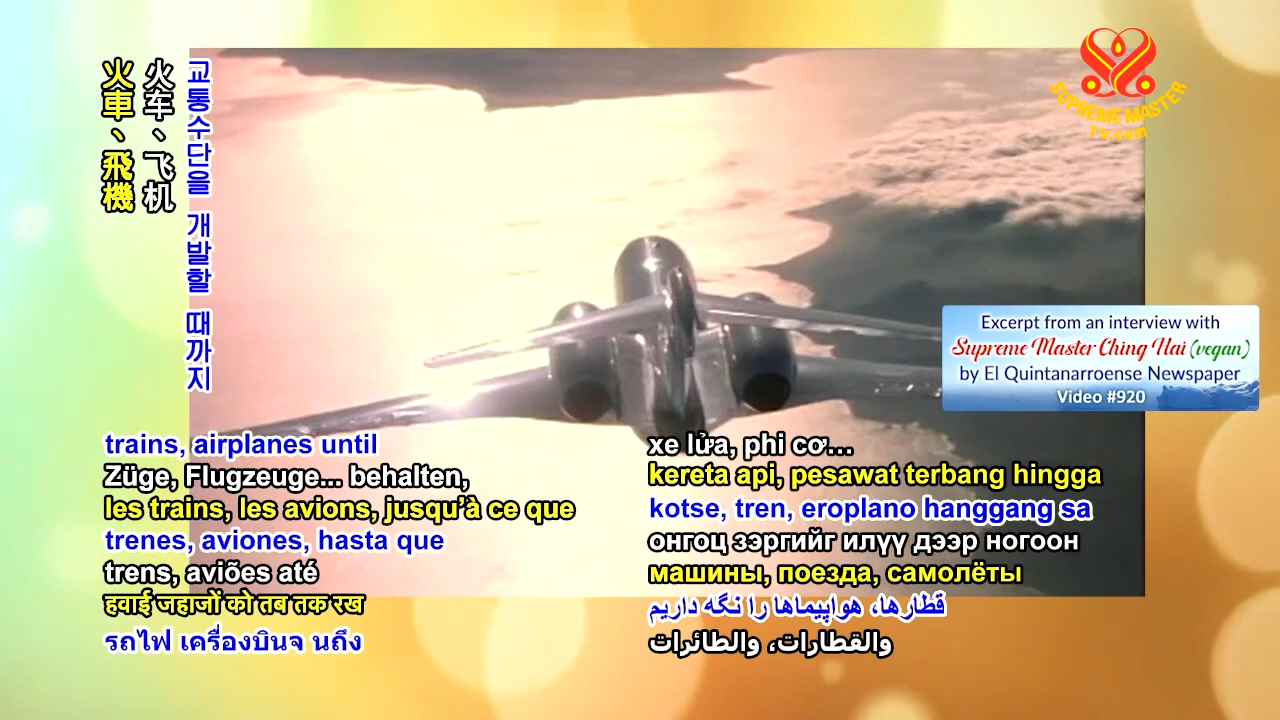 火車、飛機
火车、飞机
교통수단을 개발할 때까지
SUPREME MASTER
TV.com
Excerpt from an interview with
Supreme Master Ching Hai (vegan)
by El Quintanarroense Newspaper
Video #920
trains, airplanes until
Züge, Flugzeuge... behalten,
les trains, les avions, jusqu’à ce que
trenes, aviones, hasta que
trens, aviões até
हवाई जहाजों को तब तक रख
รถไฟ เครื่องบินจ นถึง
xe lửa, phi cơ...
kereta api, pesawat terbang hingga
kotse, tren, eroplano hanggang sa
онгоц зэргийг илүү дээр ногоон
машины, поезда, самолёты
قطارها، هواپیماها را نگه داریم
والقطارات، والطائرات